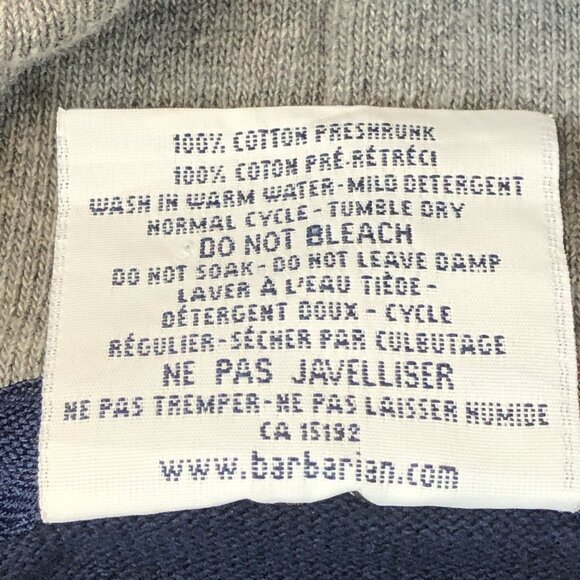 100% COTTON PRESHRUNK
100% COTON PRÉ-RÉTRÉCI
WASH IN WARM WATER-MILD DETERGENT
NORMAL CYCLE-TUMBLE DRY
DO NOT BLEACH
DO NOT SOAK-DO NOT LEAVE DAMP
LAVER À L'EAU TIÈDE-
DÉTERGENT DOUX - CYCLE
RÉGULIER-SÉCHER PAR CULBUTAGE
NE PAS JAVELLISER
NE PAS TREMPER-NE PAS LAISSER HUMIDE
CA 15192
www.barbarian.com